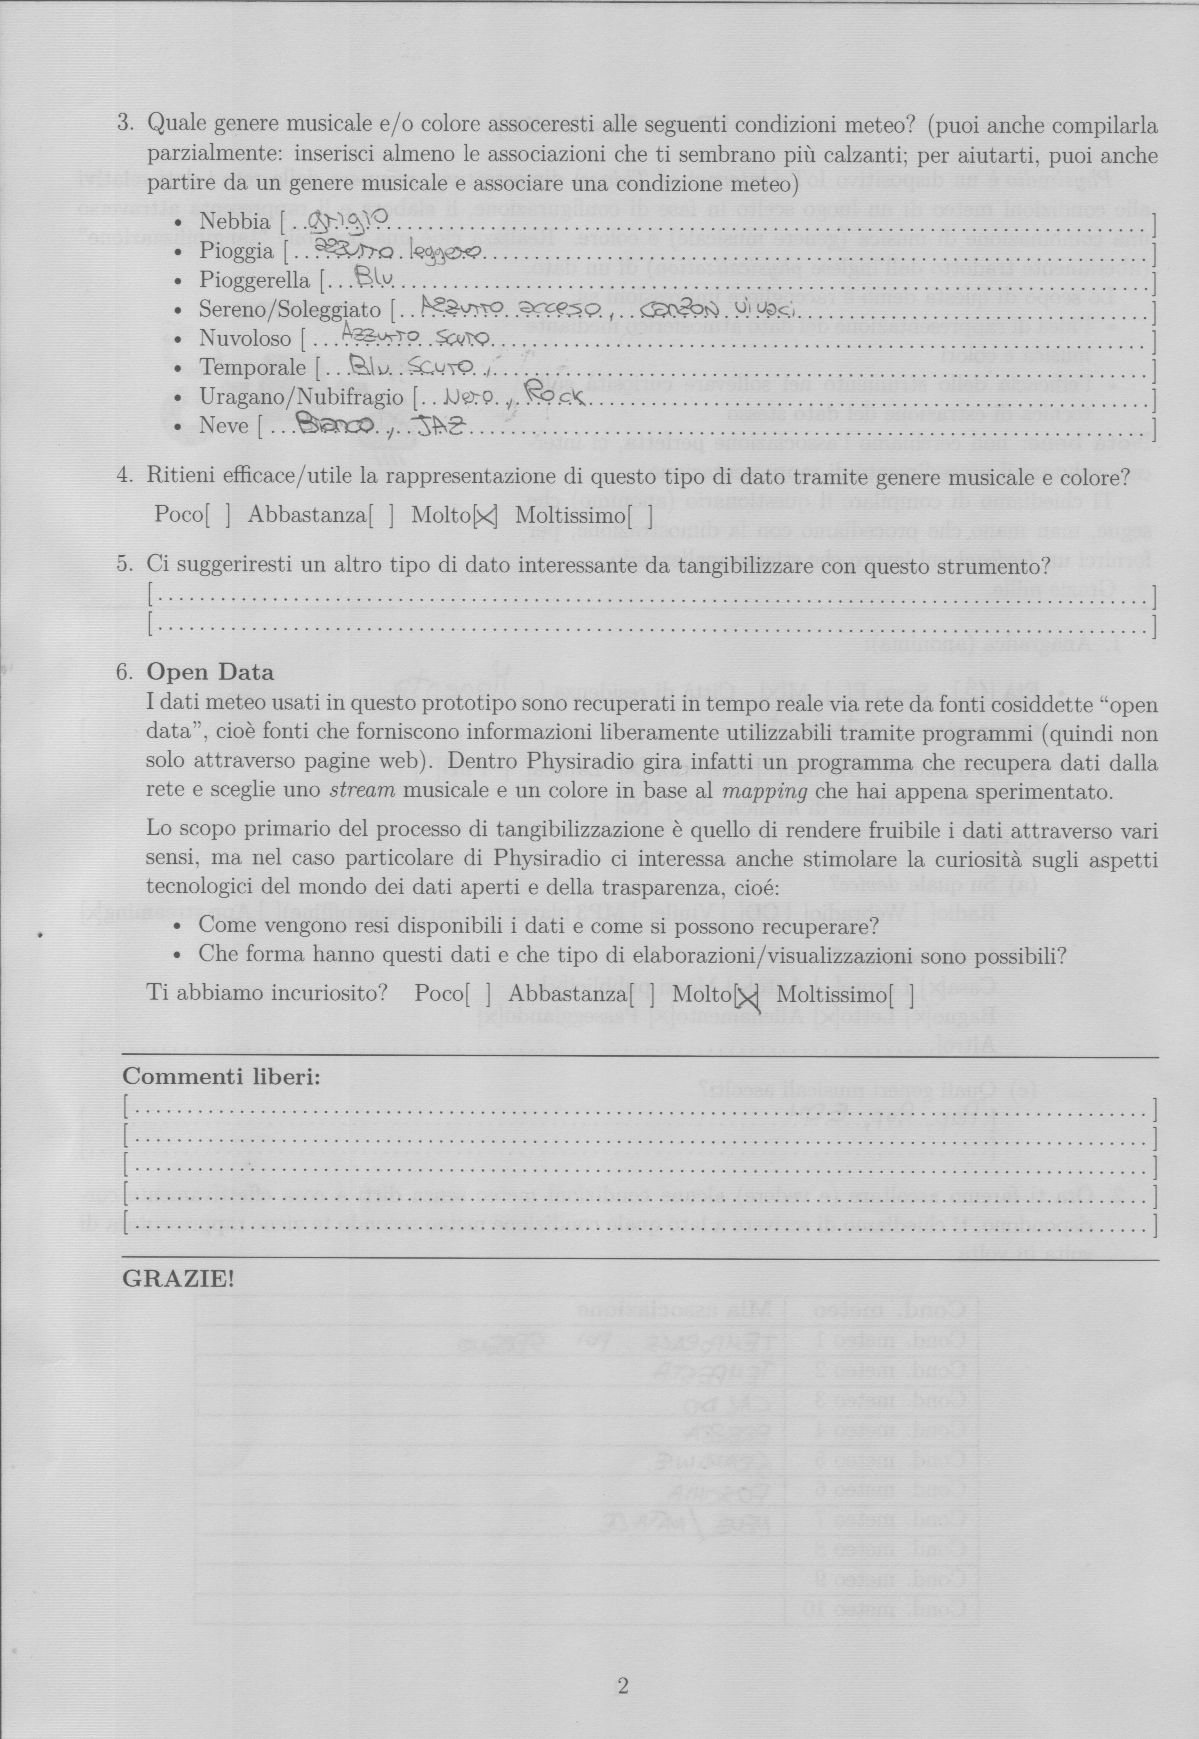 3. Quale genere musicale e/o colore assoceresti alle seguenti condizioni meteo? (puoi anche compilarla
parzialmente: inserisci almeno le associazioni che ti sembrano più calzanti; per aiutarti, puoi anche
partire da un genere musicale e associare una condizione meteo)
• Nebbia [ grigio ]
• Pioggia [ azzurro leggero ]
• Pioggerella [ Blu ]
• Sereno/Soleggiato [ Azzurro acceso, canzoni vivaci ]
• Nuvoloso [ Azzurro scuro ]
• Temporale [ Blu scuro, ]
• Uragano/Nubifragio [ Nero, Rock ]
• Neve [ Bianco, JAZ ]
4. Ritieni efficace/utile la rappresentazione di questo tipo di dato tramite genere musicale e colore?
Poco[ ] Abbastanza[ ] Molto[X] Moltissimo[ ]
5. Ci suggeriresti un altro tipo di dato interessante da tangibilizzare con questo strumento?
[ ]
[ ]
6. Open Data
I dati meteo usati in questo prototipo sono recuperati in tempo reale via rete da fonti cosiddette “open
data”, cioè fonti che forniscono informazioni liberamente utilizzabili tramite programmi (quindi non
solo attraverso pagine web). Dentro Physiradio gira infatti un programma che recupera dati dalla
rete e sceglie uno stream musicale e un colore in base al mapping che hai appena sperimentato.
Lo scopo primario del processo di tangibilizzazione è quello di rendere fruibile i dati attraverso vari
sensi, ma nel caso particolare di Physiradio ci interessa anche stimolare la curiosità sugli aspetti
tecnologici del mondo dei dati aperti e della trasparenza, cioé:
• Come vengono resi disponibili i dati e come si possono recuperare?
• Che forma hanno questi dati e che tipo di elaborazioni/visualizzazioni sono possibili?
Ti abbiamo incuriosito? Poco[ ] Abbastanza[ ] Molto[X] Moltissimo[ ]
Commenti liberi:
[ ]
[ ]
[ ]
[ ]
[ ]
GRAZIE!
2